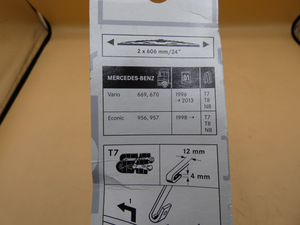 2 x 606 mm/24"
MERCEDES-BENZ
Vario 669, 670 1996 → 2013 T7 T8 N8
Econic 956, 957 1998 → T7 T8 N8
T7
12 mm
4 mm
1